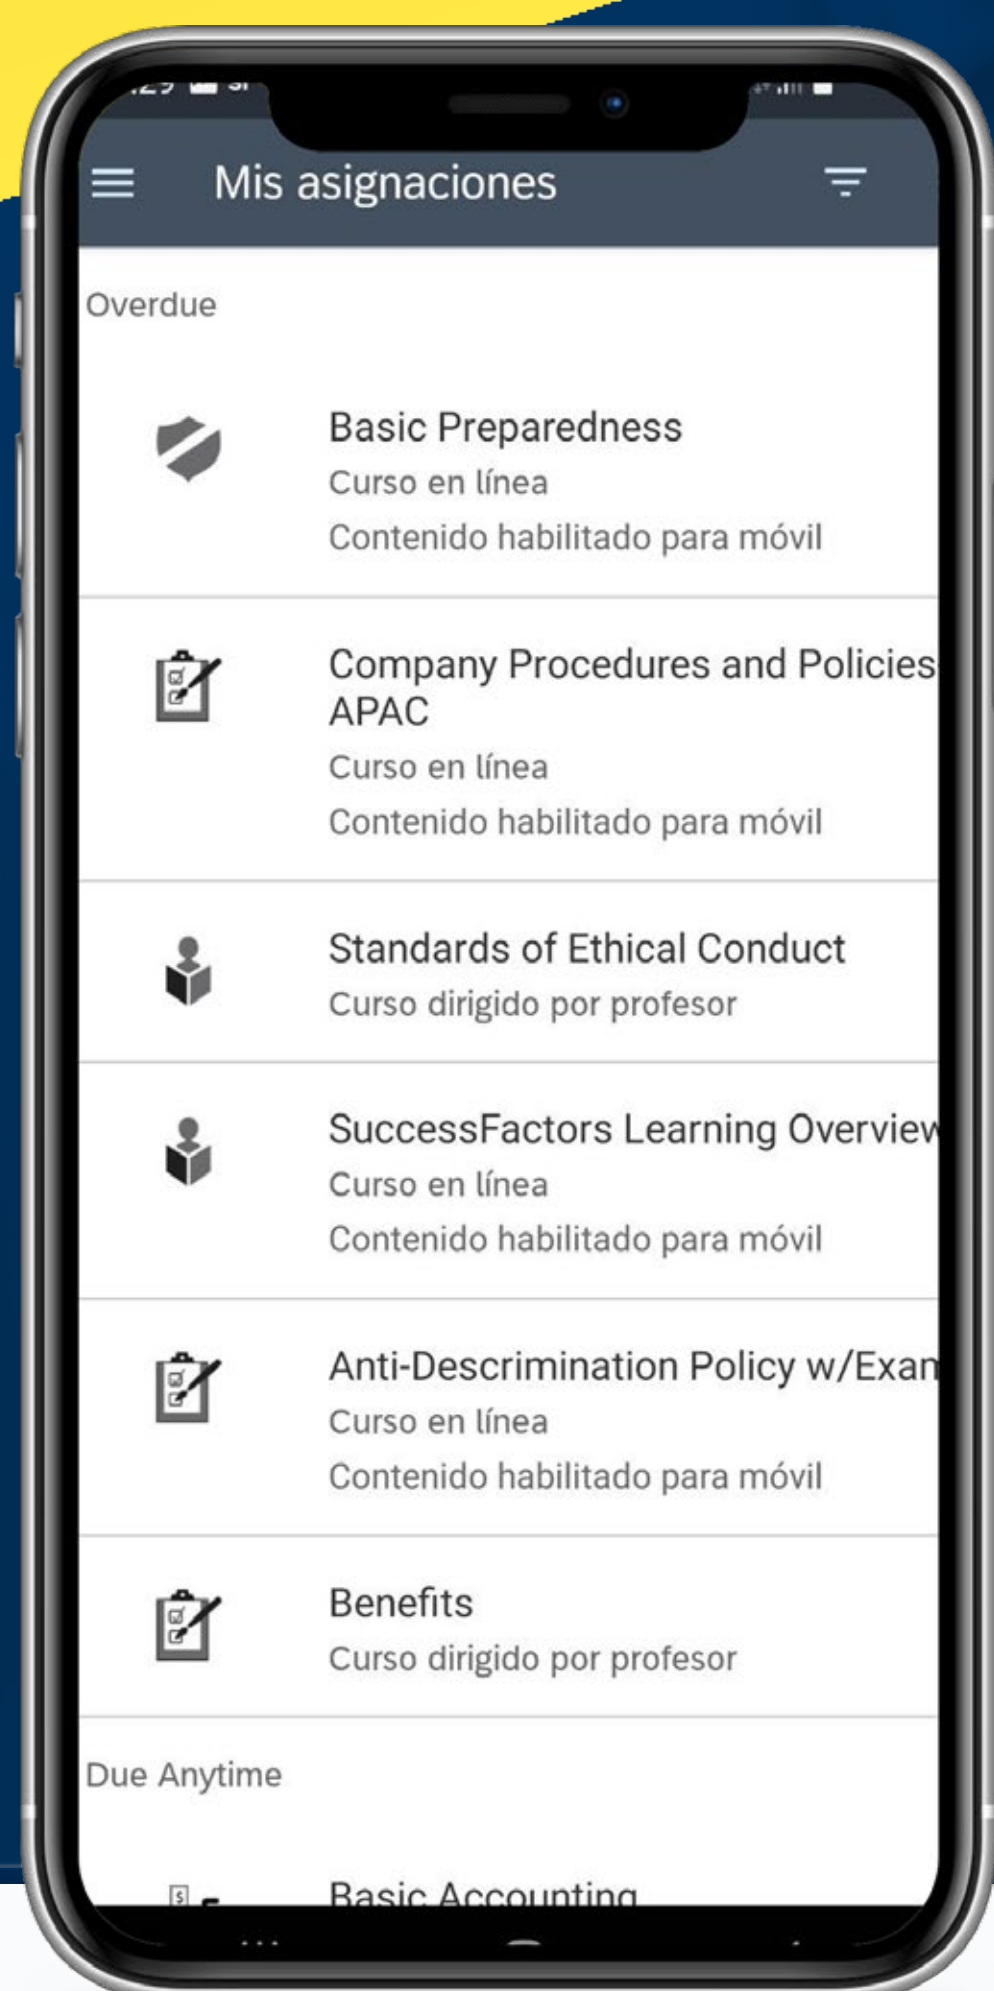 Mis asignaciones
Overdue
Basic Preparedness
Curso en línea
Contenido habilitado para móvil
Company Procedures and Policies
APAC
Curso en línea
Contenido habilitado para móvil
Standards of Ethical Conduct
Curso dirigido por profesor
SuccessFactors Learning Overview
Curso en línea
Contenido habilitado para móvil
Anti-Descrimination Policy w/Exam
Curso en línea
Contenido habilitado para móvil
Benefits
Curso dirigido por profesor
Due Anytime
Basic Accounting